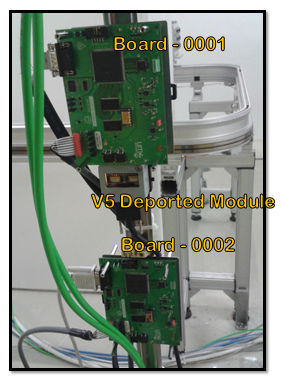 Board - 0001
V5 Deported Module
Board - 0002